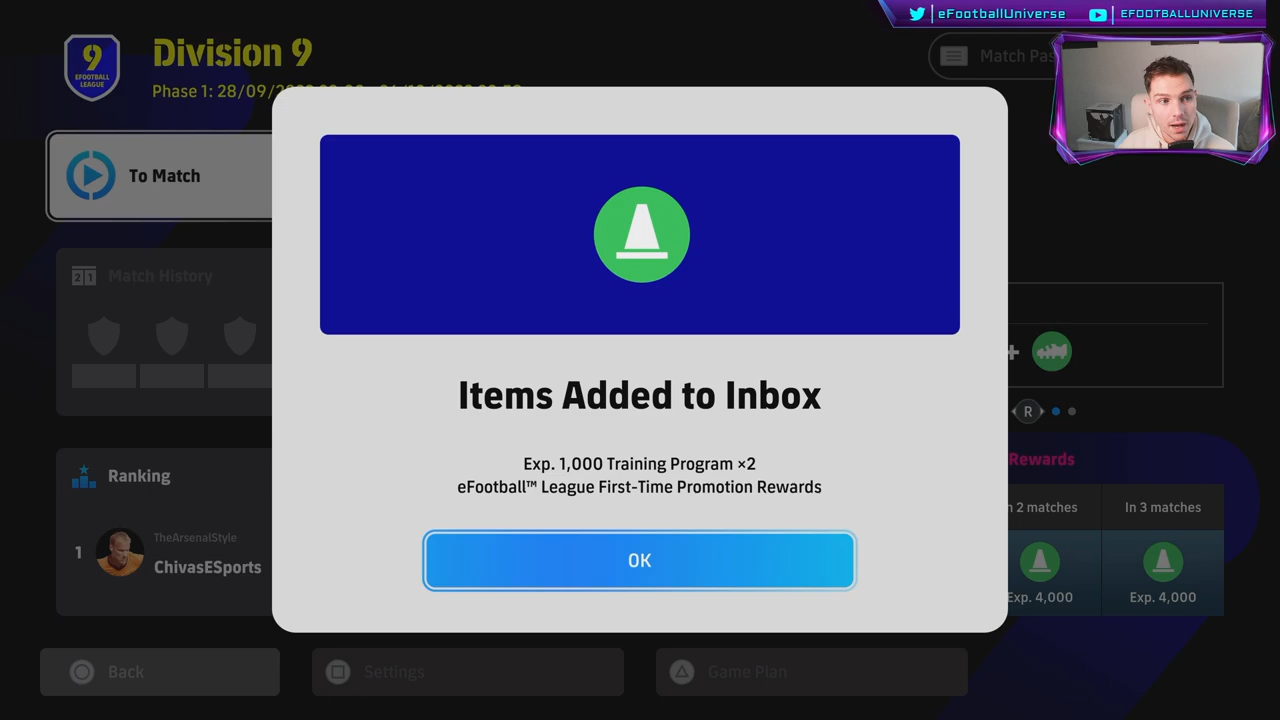 eFootballUniverse
EFOOTBALLUNIVERSE
9
EFOOTBALL
LEAGUE
Division 9
Phase 1: 28/09/
Match Pas
To Match
21
Match History
Items Added to Inbox
Exp. 1,000 Training Program ×2
eFootball™ League First-Time Promotion Rewards
OK
+
R
Rewards
n 2 matches
In 3 matches
Exp. 4,000
Exp. 4,000
Ranking
1
TheArsenalStyle
ChivasESports
Back
Settings
Game Plan